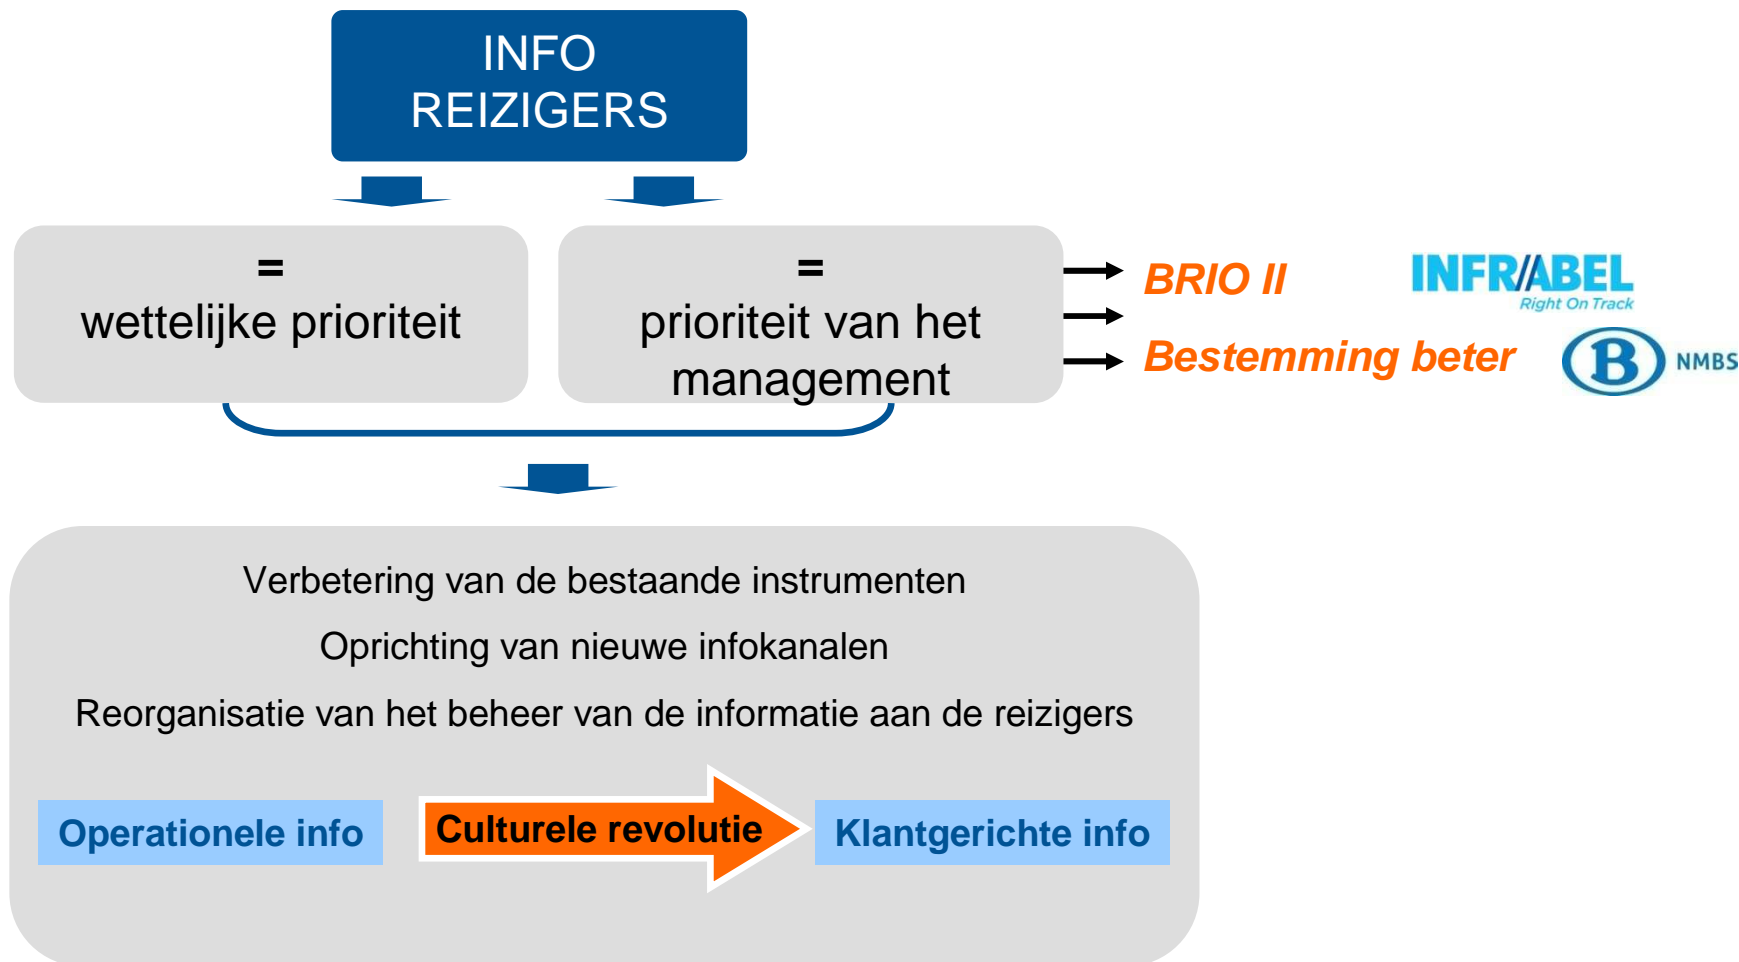 INFO
REIZIGERS
=
wettelijke prioriteit
=
prioriteit van het
management
BRIO II
INFR/ABEL
Right On Track
Bestemming beter
B NMBS
Verbetering van de bestaande instrumenten
Oprichting van nieuwe infokanalen
Reorganisatie van het beheer van de informatie aan de reizigers
Operationele info
Culturele revolutie
Klantgerichte info